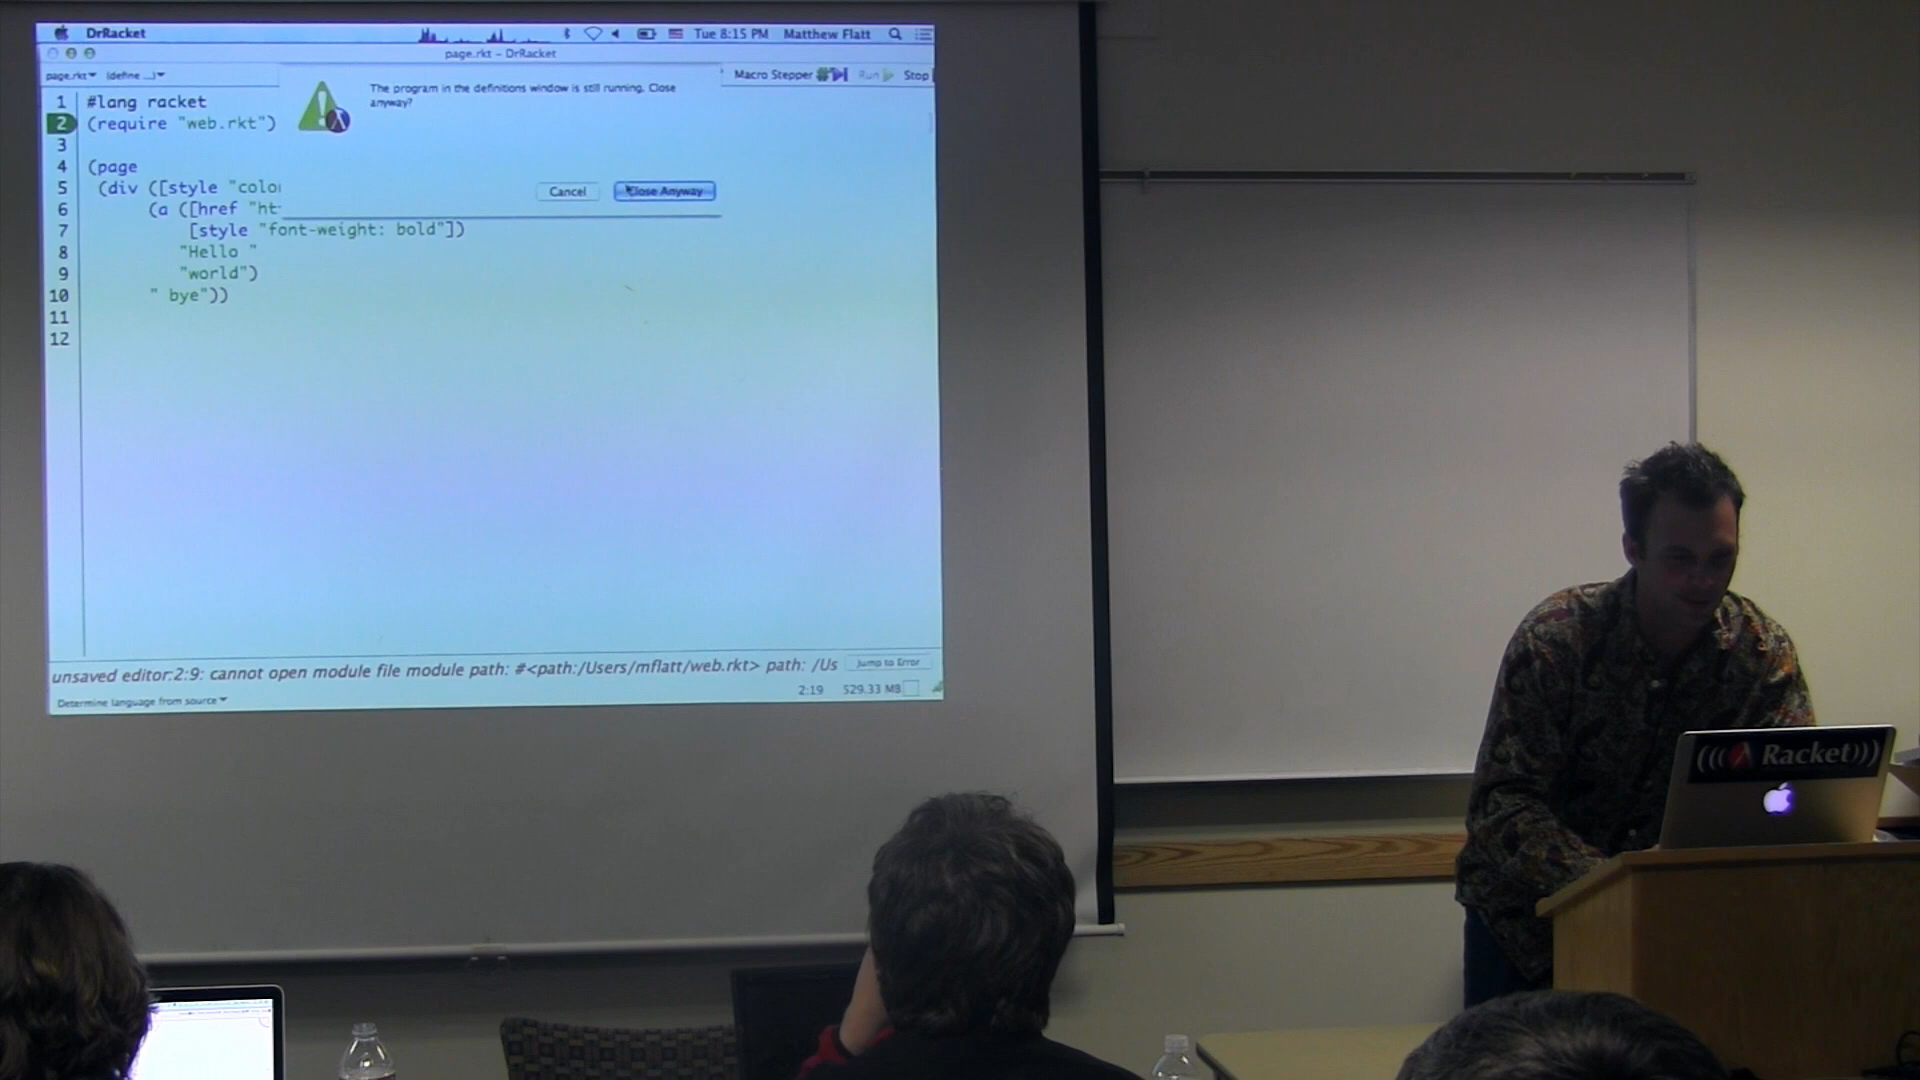 DrRacket
Tue 8:15 PM Matthew Flatt
page.rkt – DrRacket
page.rkt (define ...)
Macro Stepper Run Stop
The program in the definitions window is still running. Close
anyway?
Cancel Close Anyway
1 #lang racket
2 (require "web.rkt")
3
4 (page
5 (div ([style "color
6 (a ([href "ht
7 [style "font-weight: bold"])
8 "Hello "
9 "world")
10 " bye"))
11
12
unsaved editor:2:9: cannot open module file module path: #<path:/Users/mflatt/web.rkt> path: /Us Jump to Error
2:19 529.33 MB
Determine language from source
(((λ Racket)))